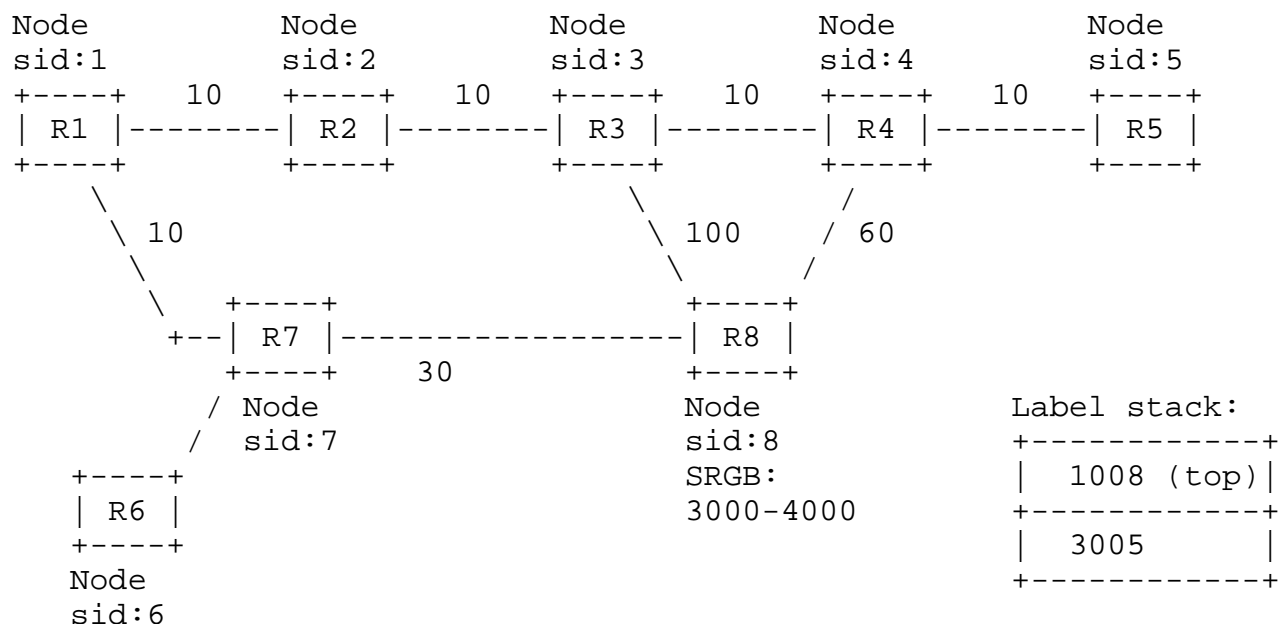 Node Node Node Node Node
sid:1 sid:2 sid:3 sid:4 sid:5
10 10 10 10
R1 R2 R3 R4 R5
10 100 60
R7 R8
30
Node Node Label stack:
sid:7 sid:8
SRGB: 1008 (top)
R6 3000-4000
3005
Node
sid:6